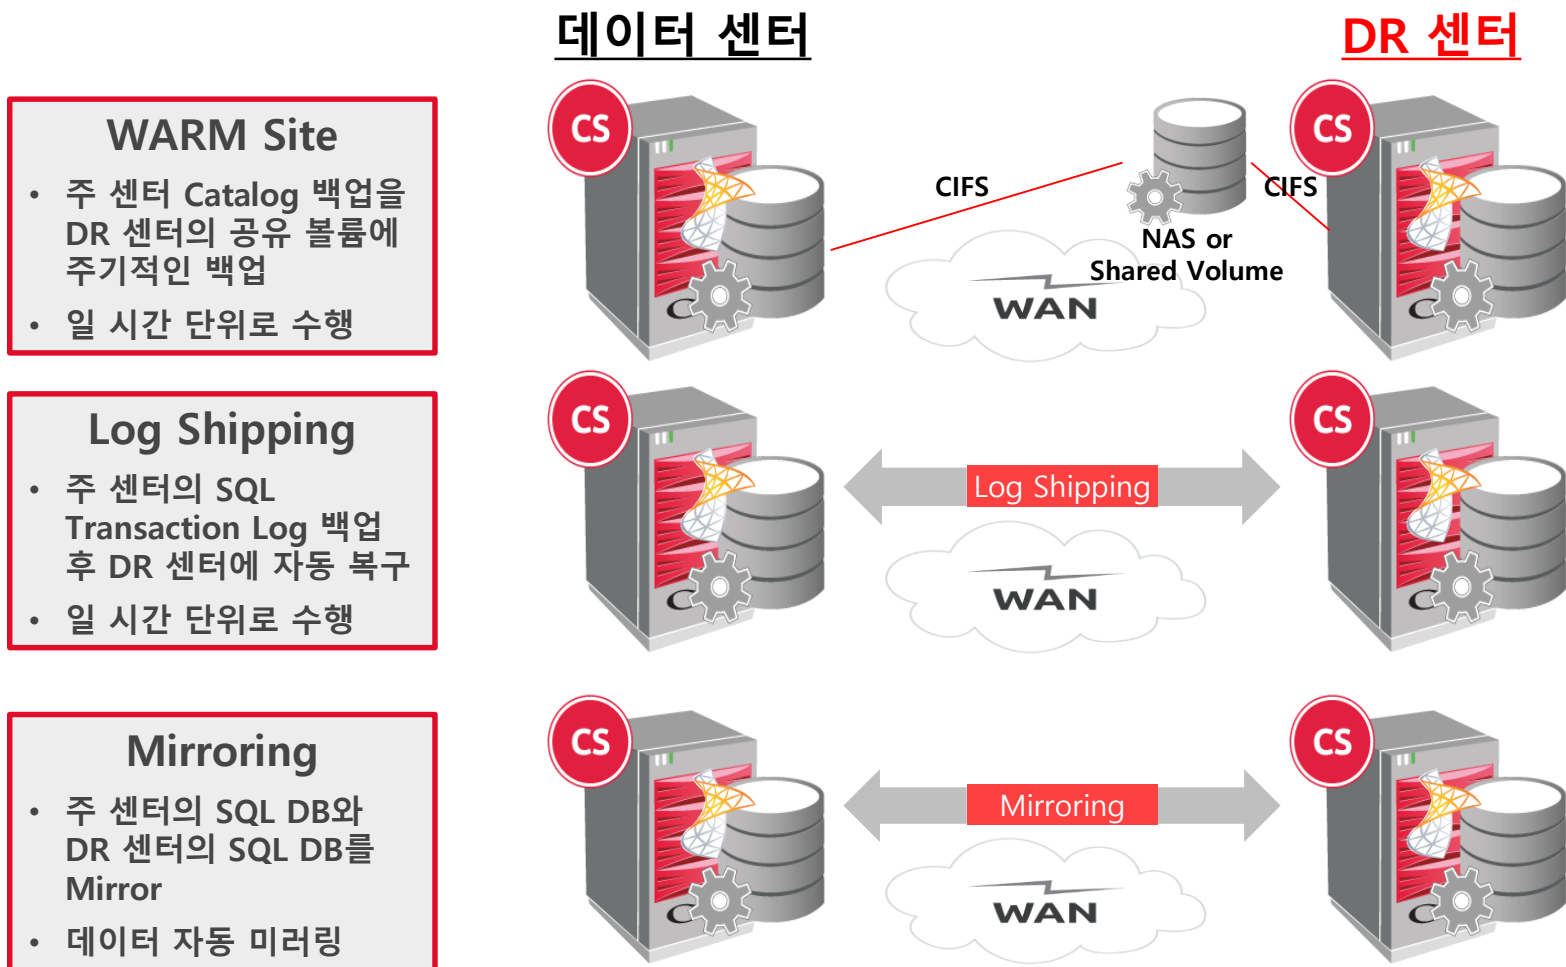 데이터 센터
DR 센터
WARM Site
• 주 센터 Catalog 백업을
DR 센터의 공유 볼륨에
주기적인 백업
• 일 시간 단위로 수행
CS
CIFS
NAS or
Shared Volume
CIFS
CS
WAN
Log Shipping
• 주 센터의 SQL
Transaction Log 백업
후 DR 센터에 자동 복구
• 일 시간 단위로 수행
CS
Log Shipping
CS
WAN
Mirroring
• 주 센터의 SQL DB와
DR 센터의 SQL DB를
Mirror
• 데이터 자동 미러링
CS
Mirroring
CS
WAN